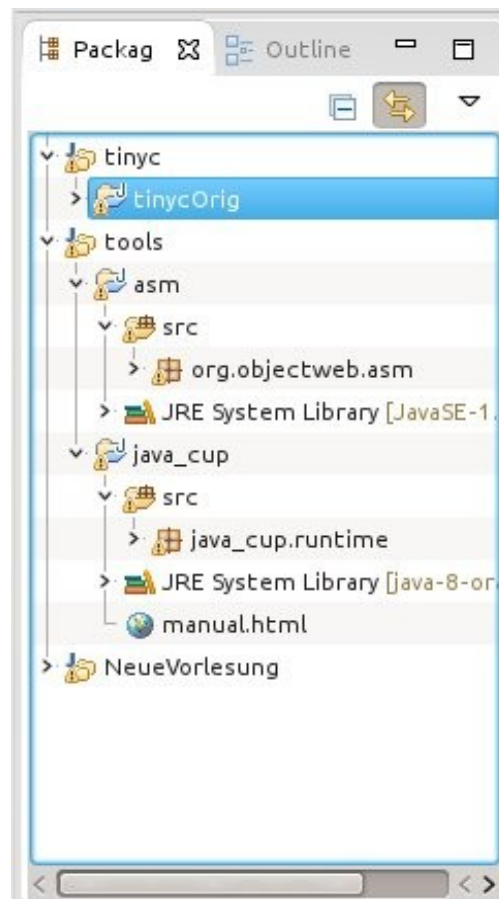 Packag Outline
tinyc
tinycOrig
tools
asm
src
org.objectweb.asm
JRE System Library [JavaSE-1.
java_cup
src
java_cup.runtime
JRE System Library [java-8-or
manual.html
NeueVorlesung